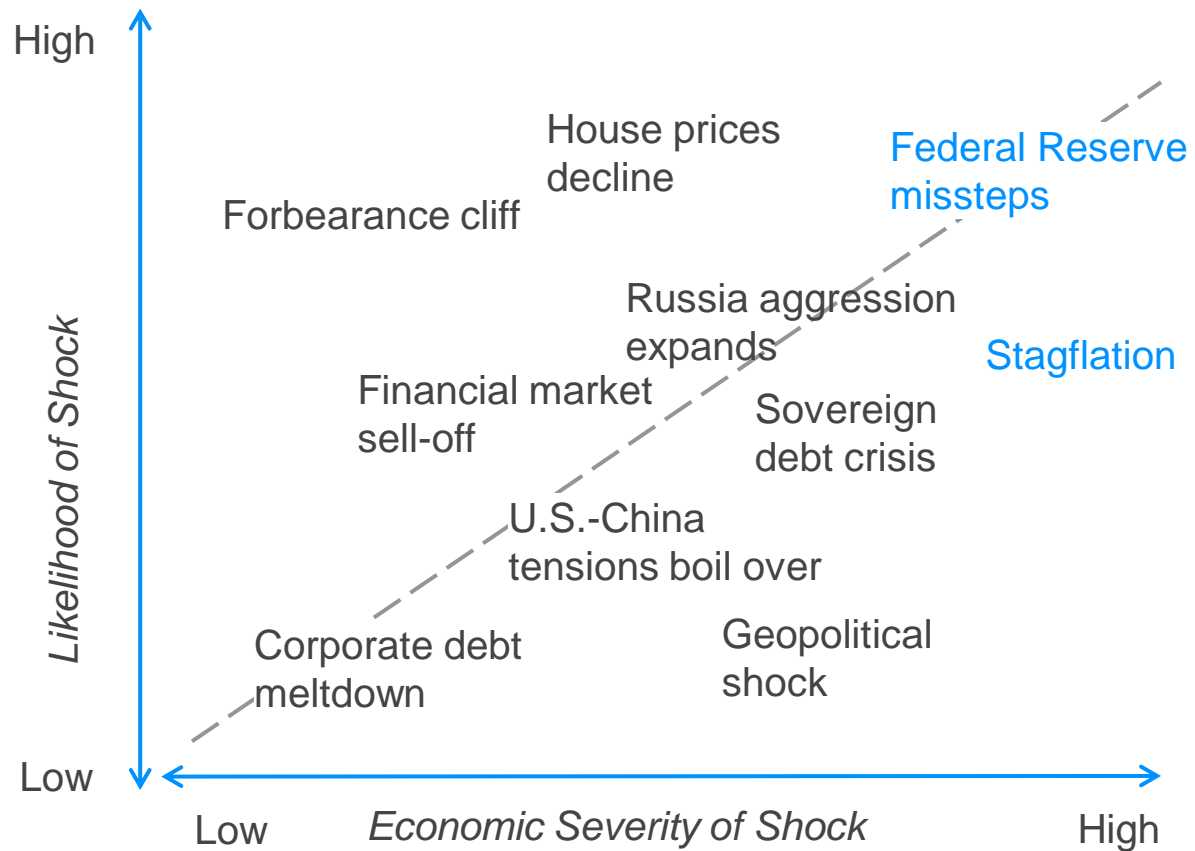 High
House prices
decline
Federal Reserve
missteps
Forbearance cliff
Russia aggression
expands
Stagflation
Financial market
sell-off
Sovereign
debt crisis
Likelihood of Shock
U.S.-China
tensions boil over
Corporate debt
meltdown
Geopolitical
shock
Low
Low
Economic Severity of Shock
High